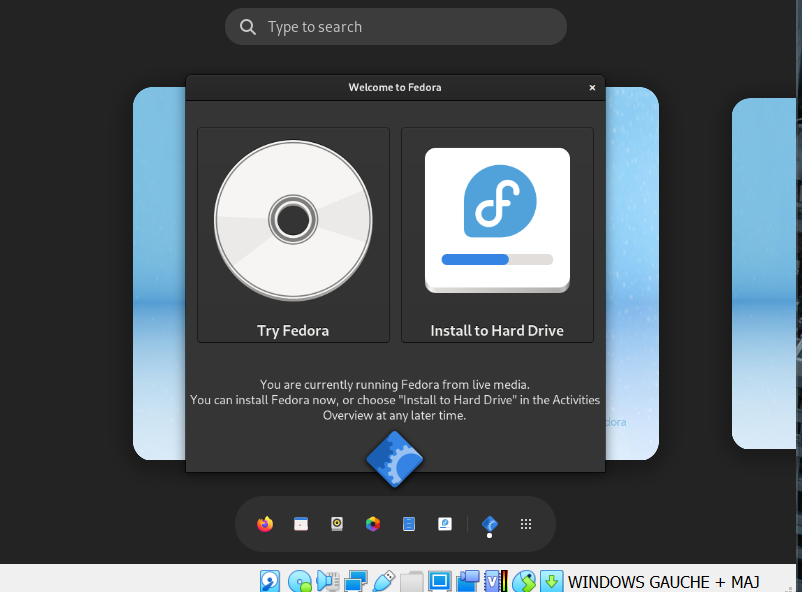 Type to search
Welcome to Fedora
Try Fedora
Install to Hard Drive
You are currently running Fedora from live media.
You can install Fedora now, or choose "Install to Hard Drive" in the Activities
Overview at any later time.
dora
WINDOWS GAUCHE + MAJ